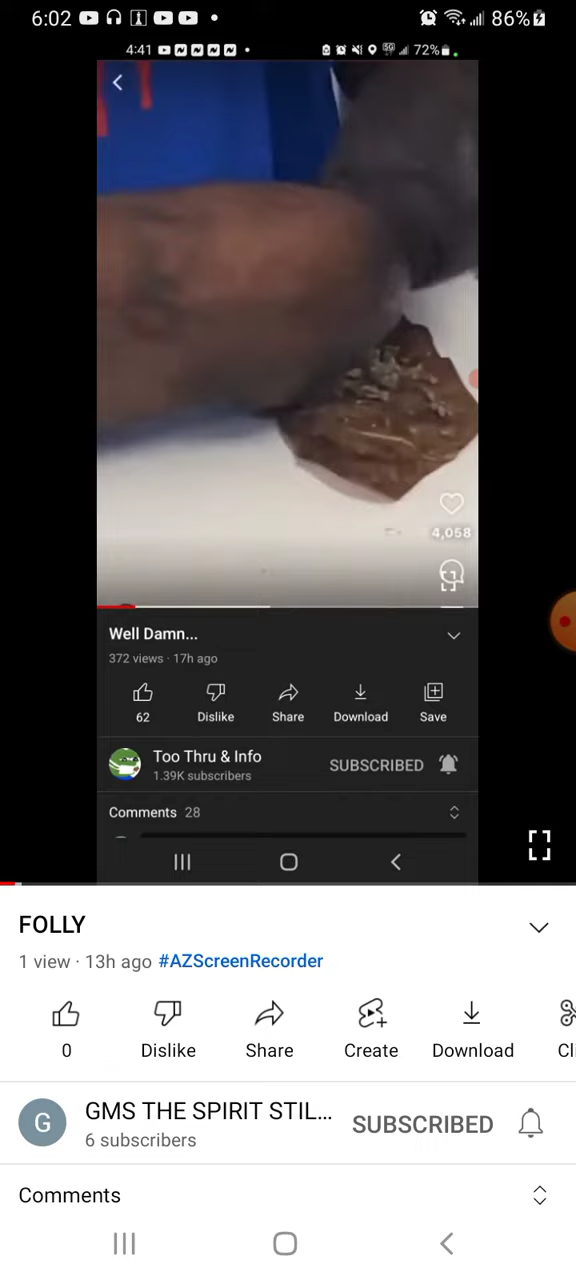 6:02
86%
4:41
5G
72%
4,058
Well Damn...
372 views · 17h ago
62
Dislike
Share
Download
Save
Too Thru & Info
1.39K subscribers
SUBSCRIBED
Comments 28
FOLLY
1 view · 13h ago #AZScreenRecorder
0
Dislike
Share
Create
Download
Cli
G
GMS THE SPIRIT STIL...
6 subscribers
SUBSCRIBED
Comments